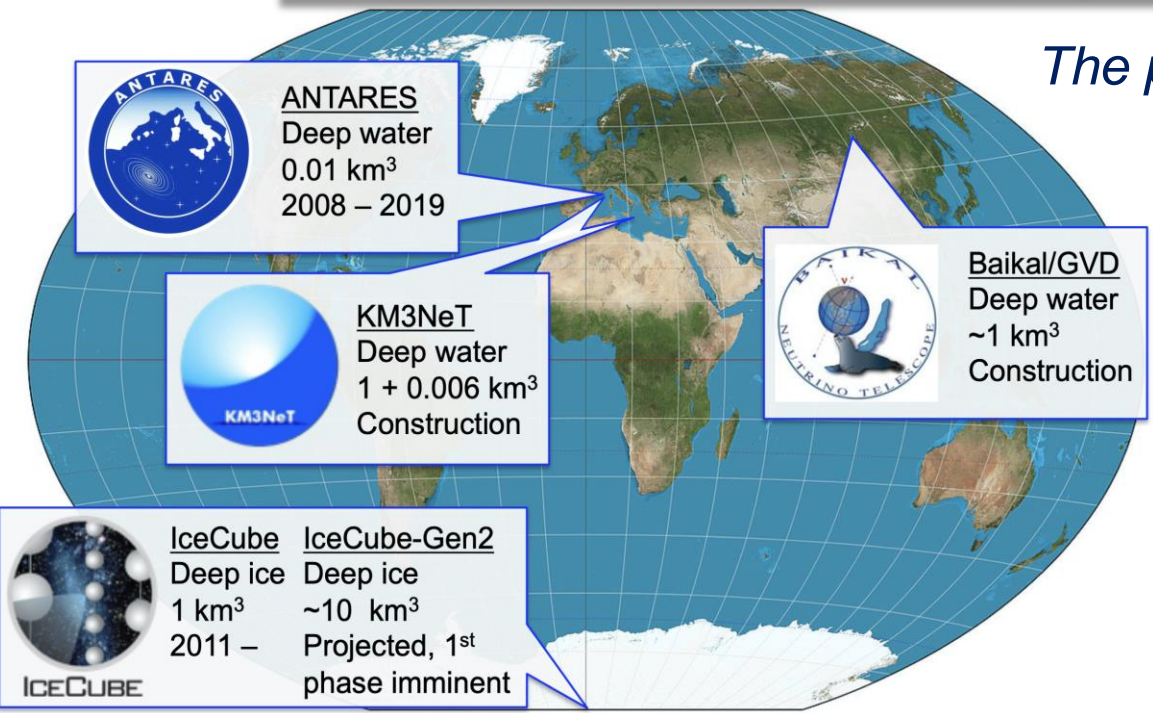 The p
ANTARES
ANTARES
Deep water
0.01 km³
2008 – 2019
KM3NeT
KM3NeT
Deep water
1 + 0.006 km³
Construction
BAIKAL
NEUTRINO TELESCOPE
Baikal/GVD
Deep water
~1 km³
Construction
ICECUBE
IceCube
Deep ice
1 km³
2011 –
IceCube-Gen2
Deep ice
~10 km³
Projected, 1st
phase imminent